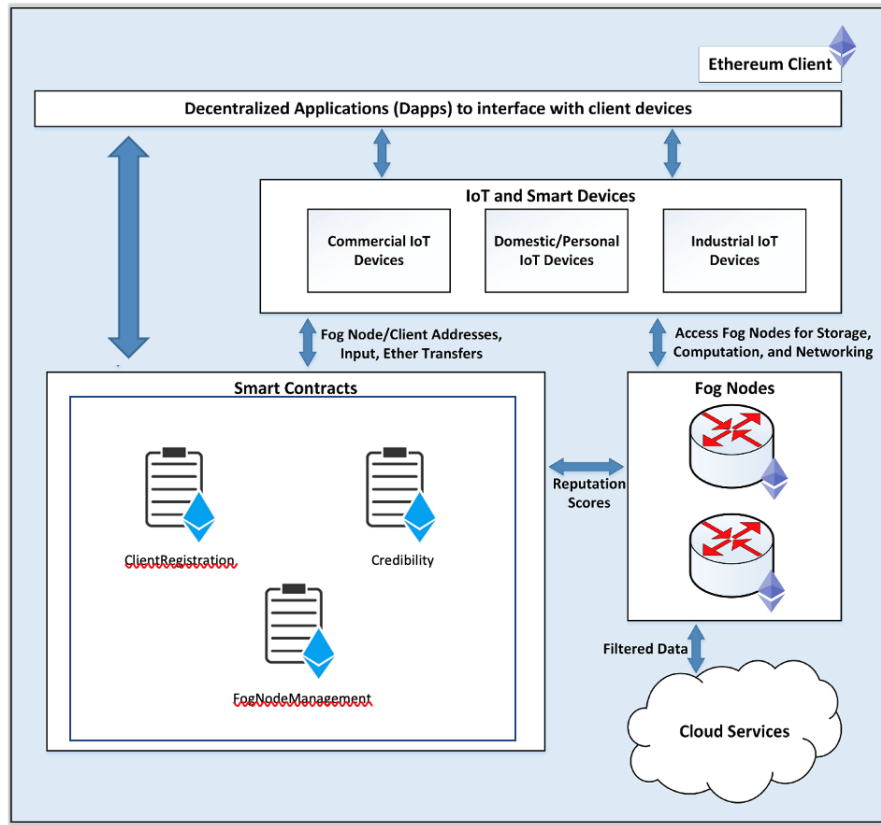 Ethereum Client
Decentralized Applications (Dapps) to interface with client devices
IoT and Smart Devices
Commercial IoT
Devices
Domestic/Personal
IoT Devices
Industrial IoT
Devices
Fog Node/Client Addresses,
Input, Ether Transfers
Access Fog Nodes for Storage,
Computation, and Networking
Smart Contracts
Fog Nodes
ClientRegistration
Credibility
FogNodeManagement
Reputation
Scores
Filtered Data
Cloud Services